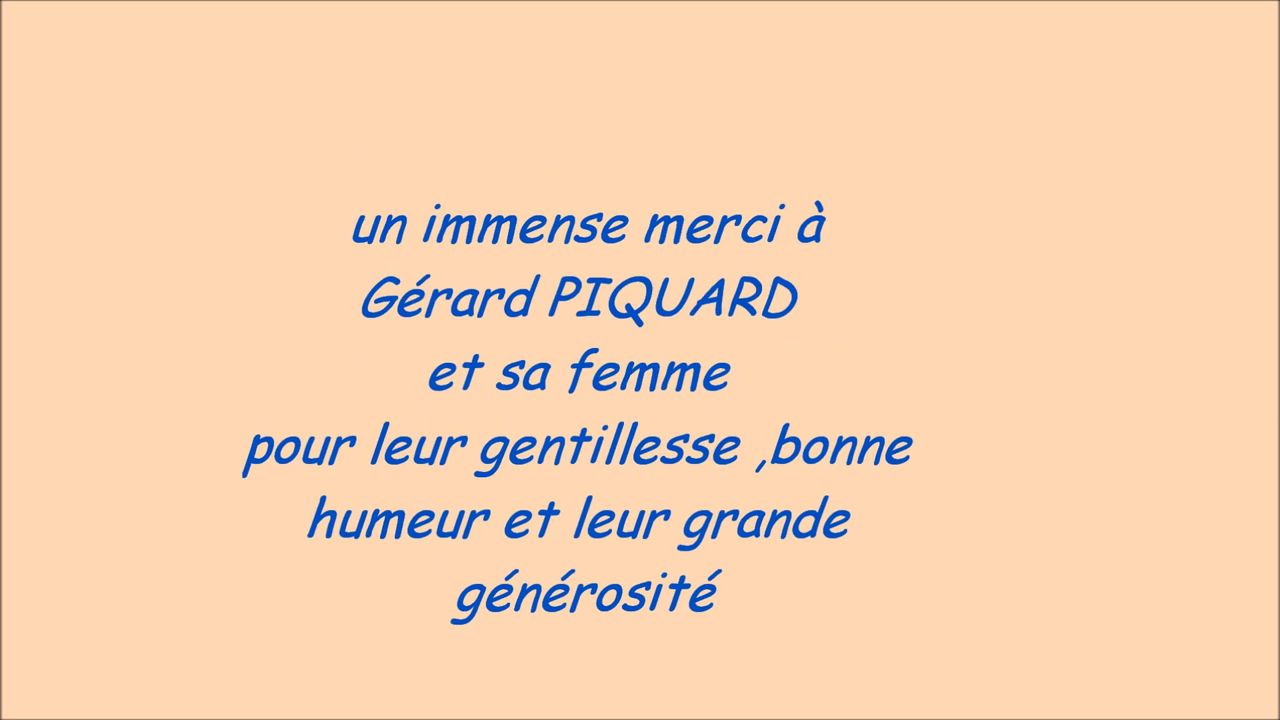 un immense merci à
Gérard PIQUARD
et sa femme
pour leur gentillesse ,bonne
humeur et leur grande
générosité